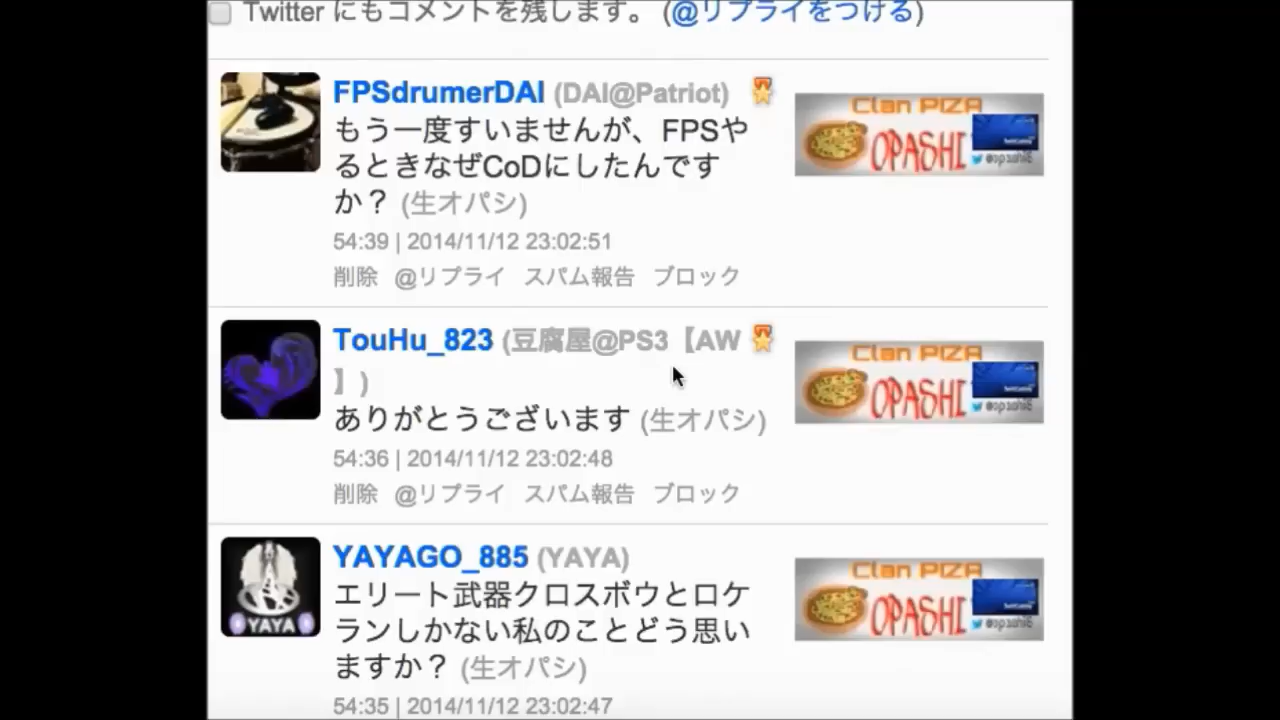 Twitter にもコメントを残します。 (@リプライをつける)
FPSdrumerDAI (DAI@Patriot)
もう一度すいませんが、FPSや
るときなぜCoDにしたんです
か？ (生オパシ)
54:39 | 2014/11/12 23:02:51
削除 @リプライ スパム報告 ブロック
Clan PIZA
OPASHI
TouHu_823 (豆腐屋@PS3【AW
】)
ありがとうございます (生オパシ)
54:36 | 2014/11/12 23:02:48
削除 @リプライ スパム報告 ブロック
Clan PIZA
OPASHI
YAYAGO_885 (YAYA)
エリート武器クロスボウとロケ
ランしかない私のことどう思い
ますか？ (生オパシ)
54:35 | 2014/11/12 23:02:47
YAYA
Clan PIZA
OPASHI